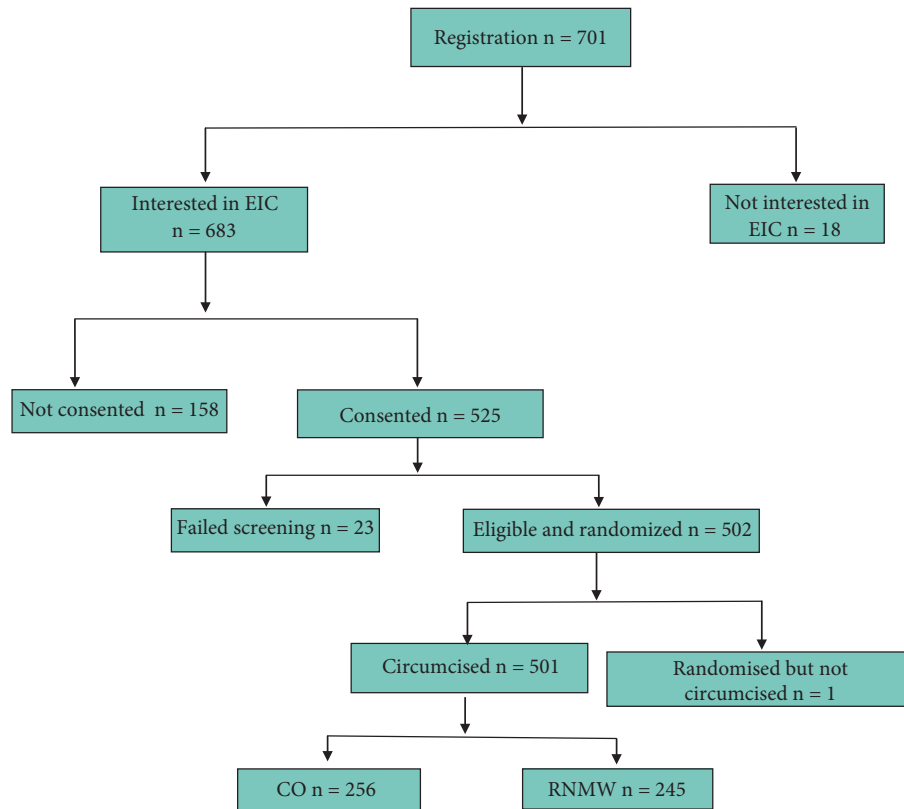 Registration n = 701
Interested in EIC
n = 683
Not interested in
EIC n = 18
Not consented n = 158
Consented n = 525
Failed screening n = 23
Eligible and randomized n = 502
Circumcised n = 501
Randomised but not
circumcised n = 1
CO n = 256
RNMW n = 245